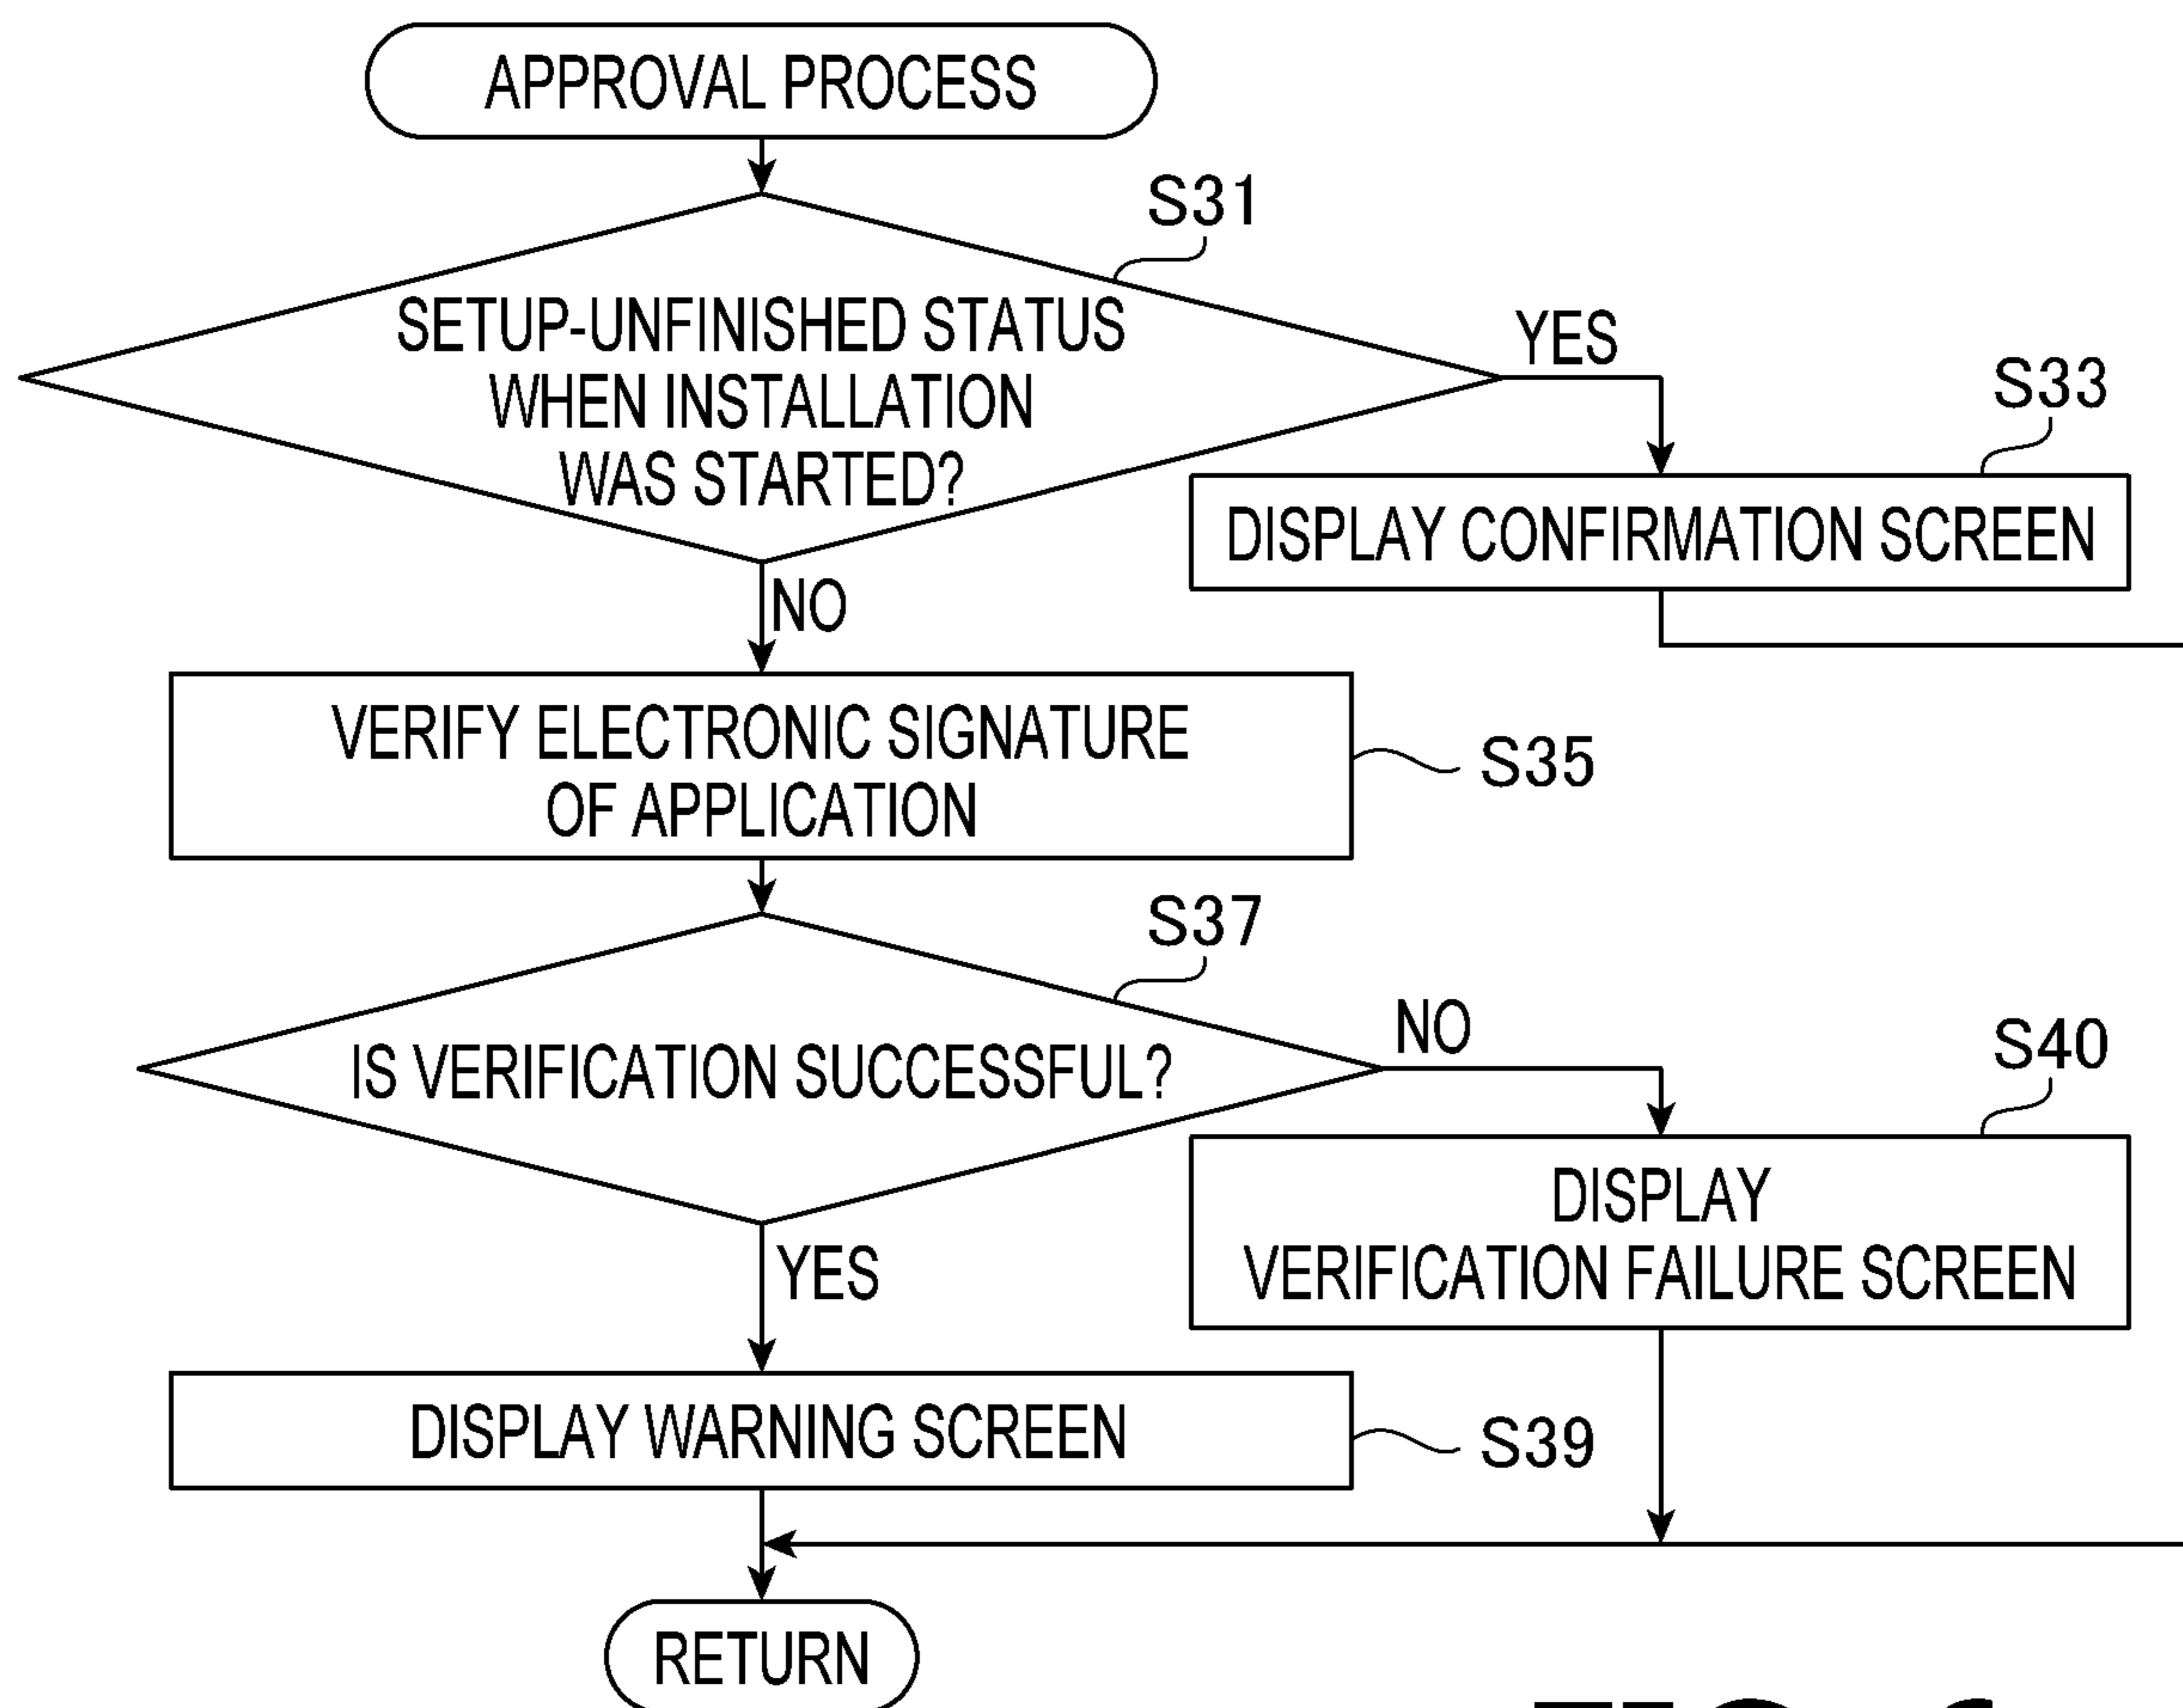 APPROVAL PROCESS
S31
SETUP-UNFINISHED STATUS
WHEN INSTALLATION
WAS STARTED?
YES
S33
DISPLAY CONFIRMATION SCREEN
NO
VERIFY ELECTRONIC SIGNATURE
OF APPLICATION
S35
S37
IS VERIFICATION SUCCESSFUL?
NO
S40
DISPLAY
VERIFICATION FAILURE SCREEN
YES
DISPLAY WARNING SCREEN
S39
RETURN